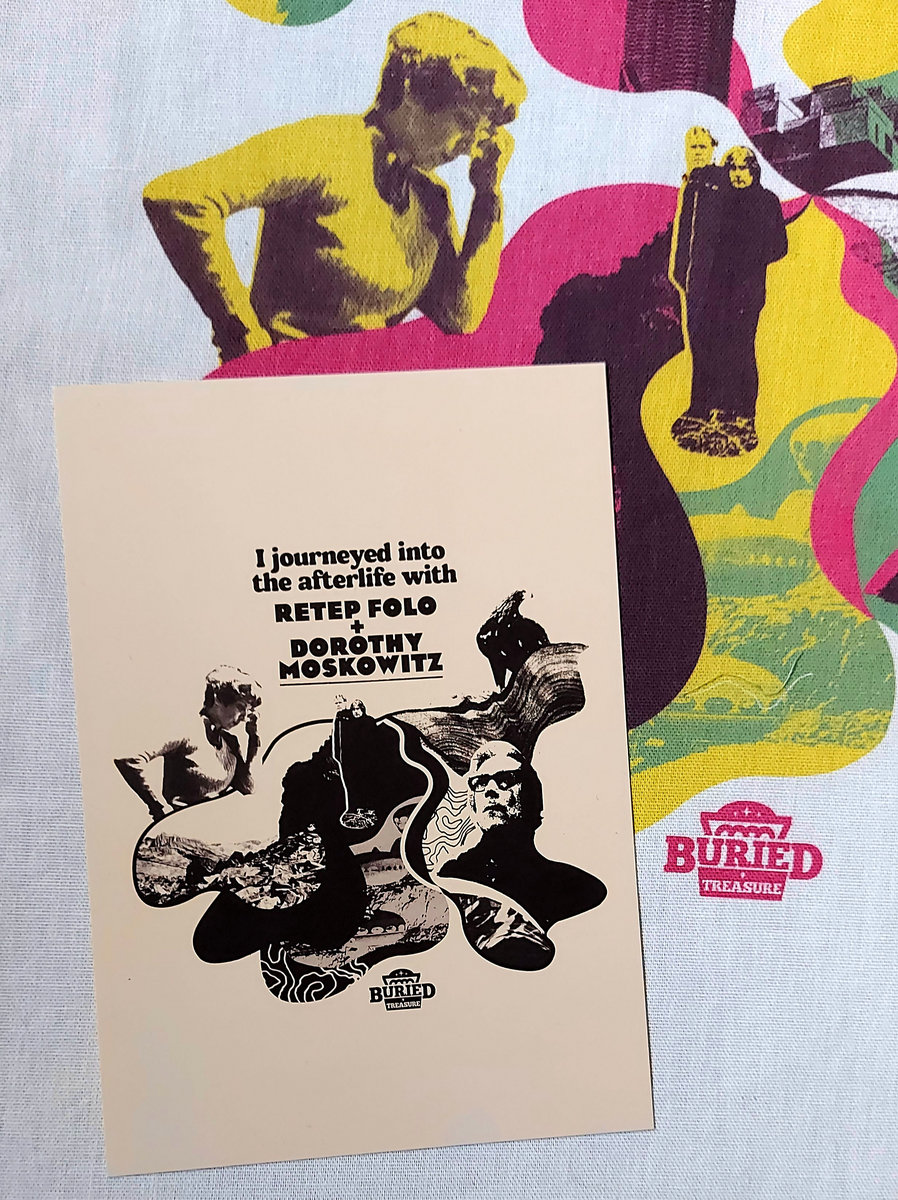 I journeyed into
the afterlife with
RETEP FOLO
+
DOROTHY
MOSKOWITZ
BURIED
TREASURE
BURIED
TREASURE